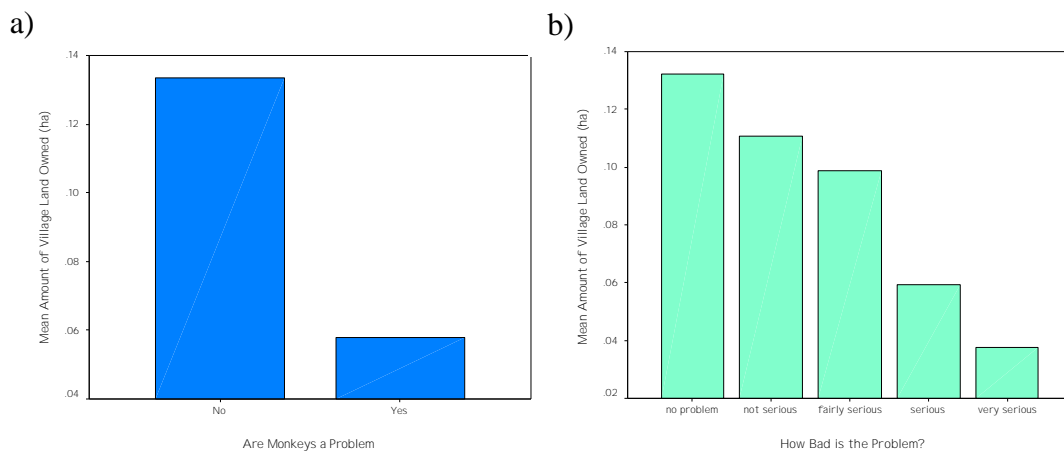 a)
.14
.12
.10
.08
.06
.04
Mean Amount of Village Land Owned (ha)
No
Yes
Are Monkeys a Problem
b)
.14
.12
.10
.08
.06
.04
.02
Mean Amount of Village Land Owned (ha)
no problem
not serious
fairly serious
serious
very serious
How Bad is the Problem?